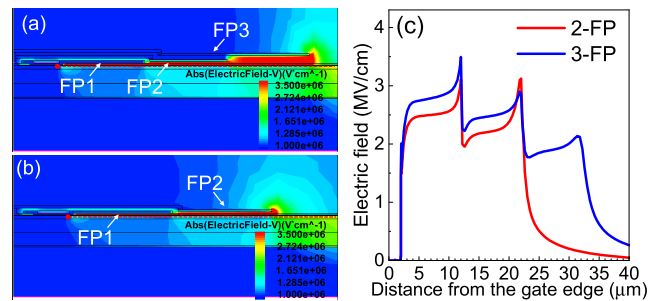 (a)
FP3
FP1
FP2
Abs(ElectricField-V)(V*cm^-1)
3.500e+06
2.724e+06
2.121e+06
1.651e+06
1.285e+06
1.000e+06
(b)
FP2
FP1
Abs(ElectricField-V)(V*cm^-1)
3.500e+06
2.724e+06
2.121e+06
1.651e+06
1.285e+06
1.000e+06
(c)
2-FP
3-FP
Electric field (MV/cm)
4
3
2
1
0
0 5 10 15 20 25 30 35 40
Distance from the gate edge (μm)